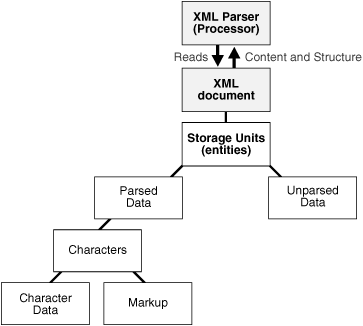 XML Parser
(Processor)
Reads
Content and Structure
XML
document
Storage Units
(entities)
Parsed
Data
Unparsed
Data
Characters
Character
Data
Markup